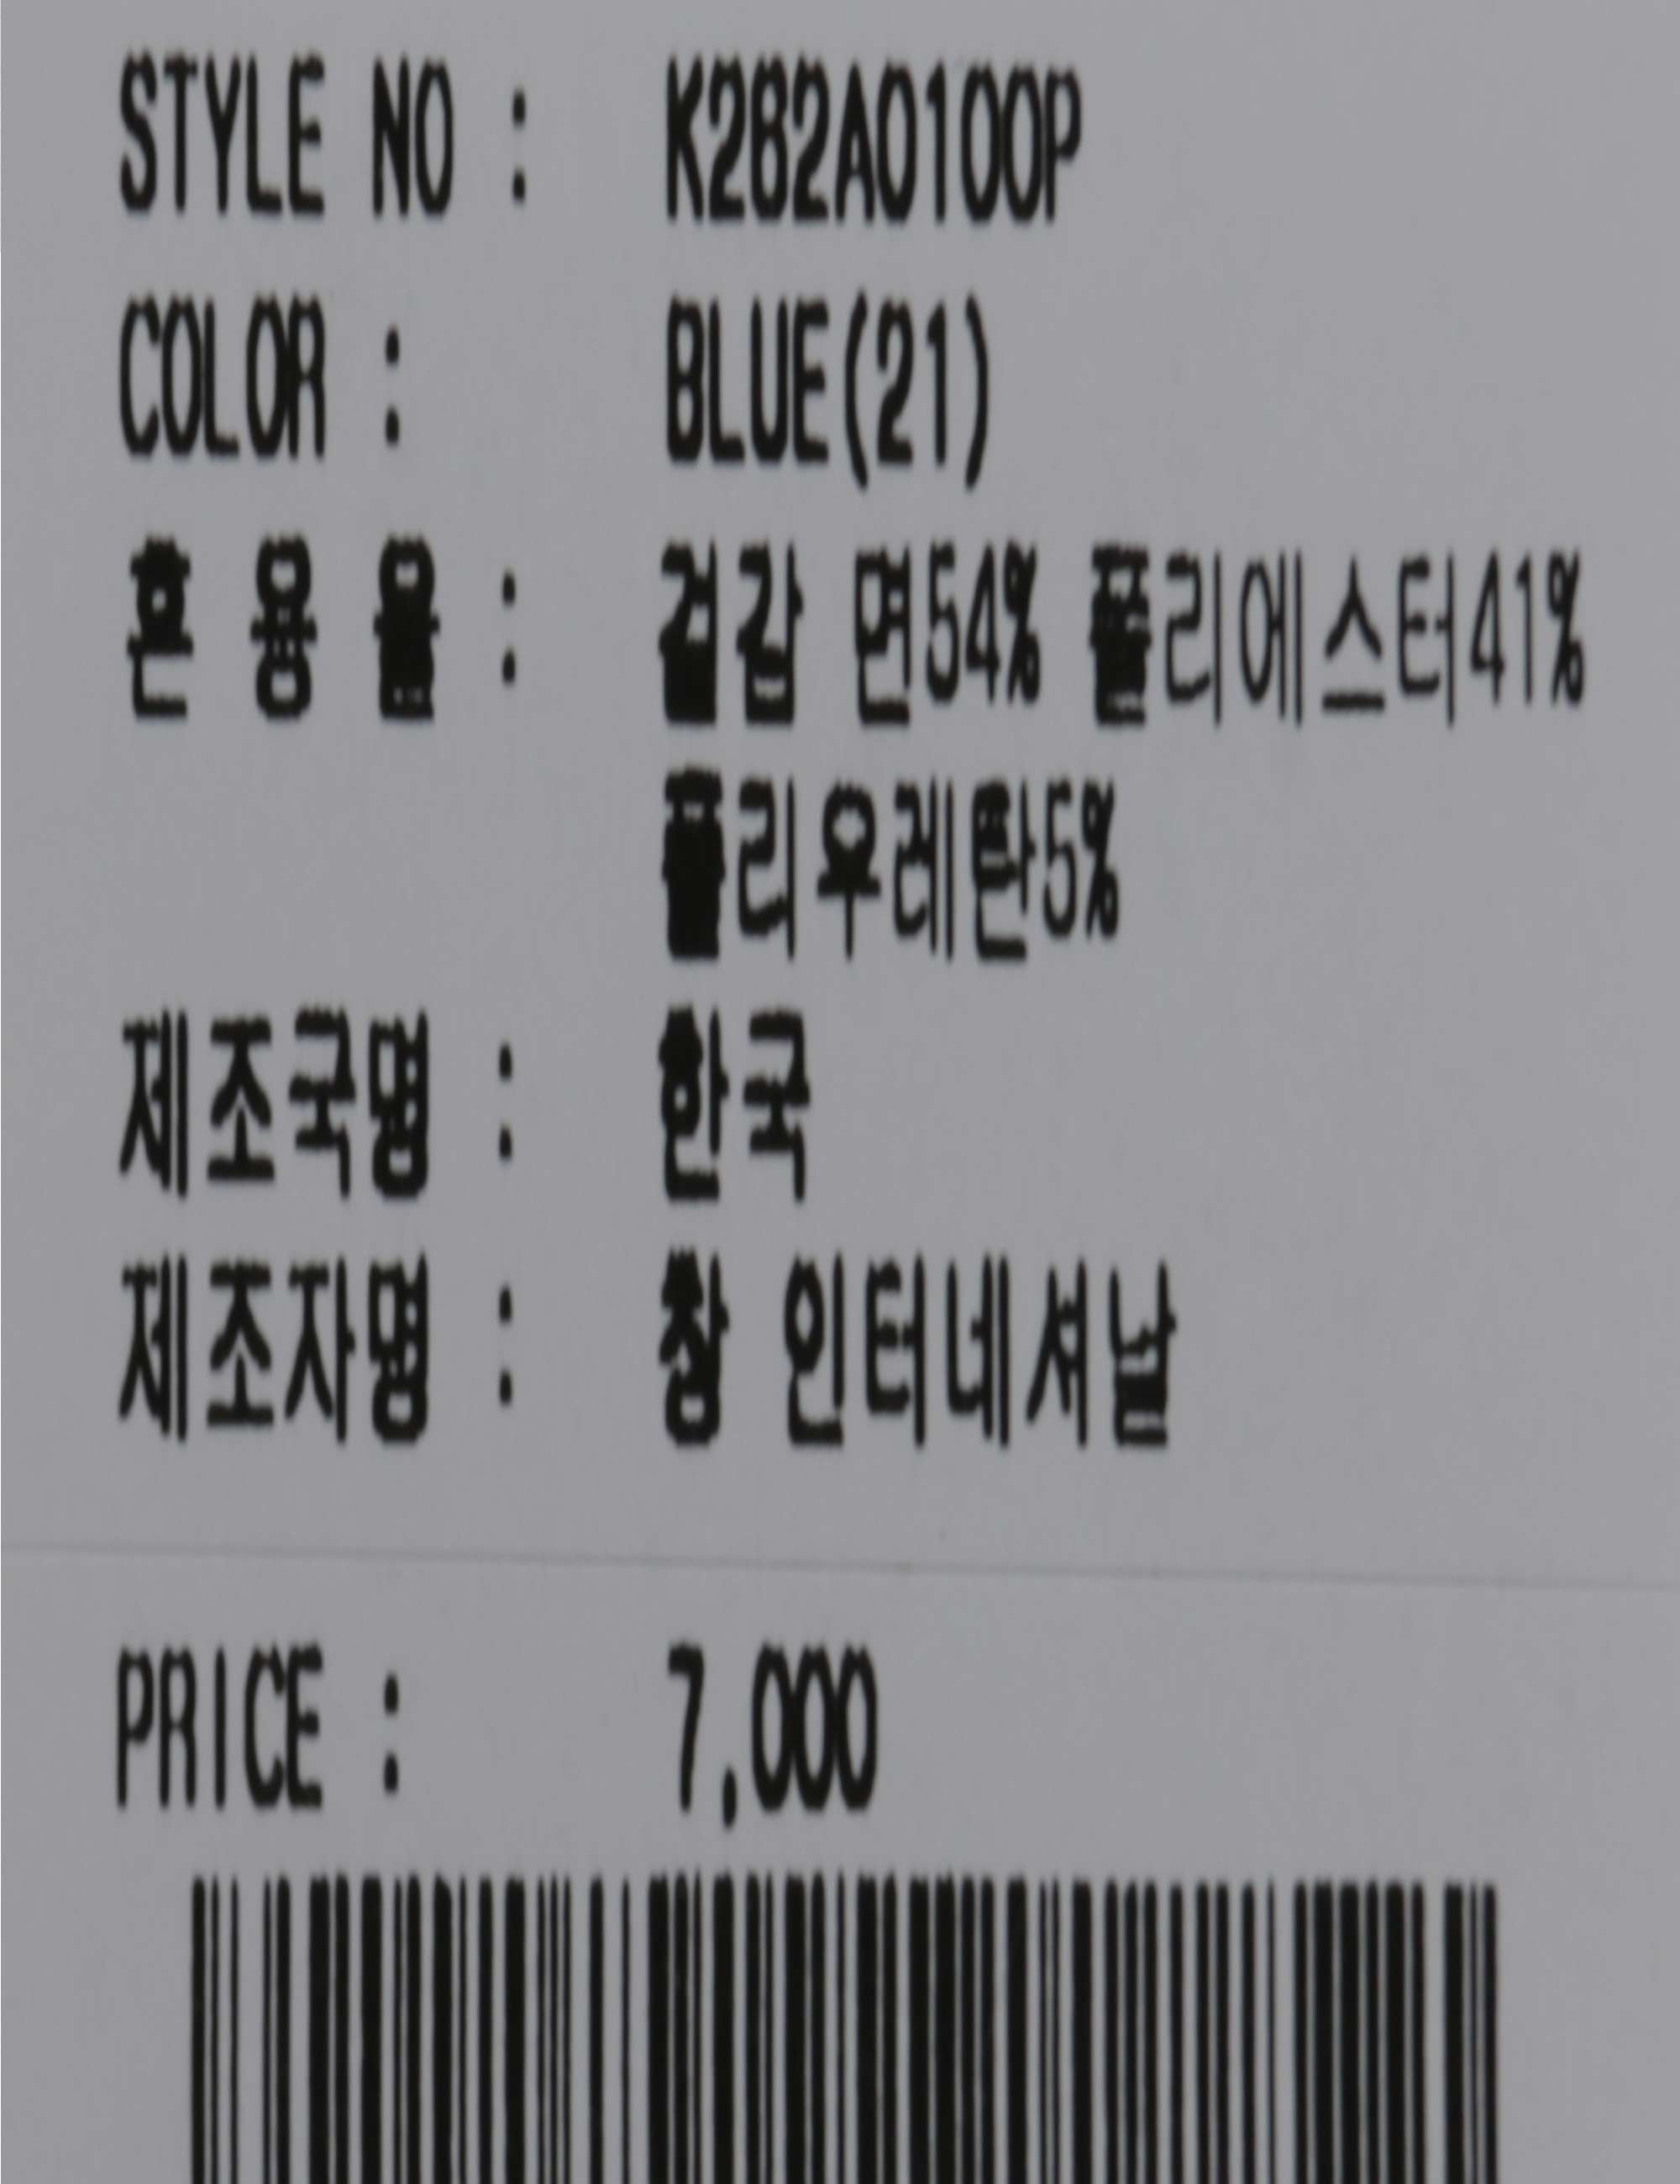 STYLE NO : K262A0100P
COLOR : BLUE(21)
혼 용 율 : 겉감 면54% 폴리에스터41%
폴리우레탄5%
제조국명 : 한국
제조자명 : 창 인터네셔날
PRICE : 7,000